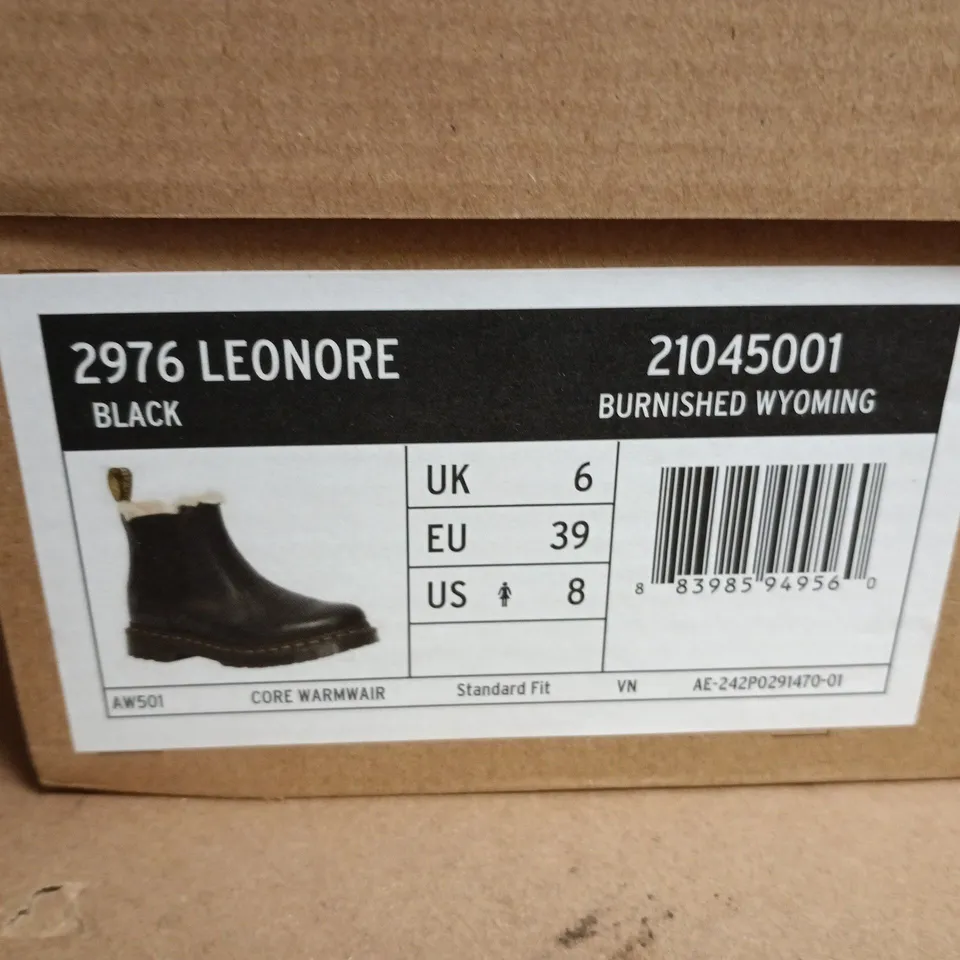 2976 LEONORE
BLACK
21045001
BURNISHED WYOMING
UK 6
EU 39
US 8
8 83985 94956 0
AW501 CORE WARMWAIR Standard Fit VN AE-242P0291470-01